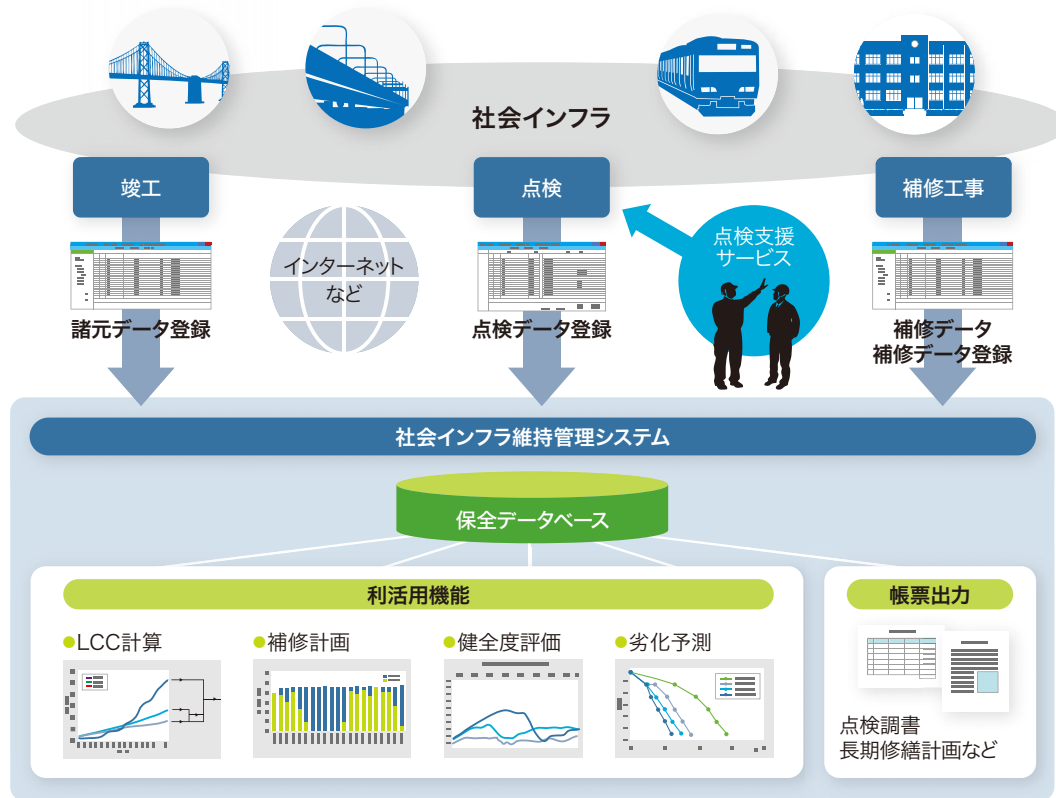 社会インフラ
竣工
点検
補修工事
インターネット
など
点検支援
サービス
諸元データ登録
点検データ登録
補修データ
補修データ登録
社会インフラ維持管理システム
保全データベース
利活用機能
●LCC計算
●補修計画
●健全度評価
●劣化予測
帳票出力
点検調書
長期修繕計画など